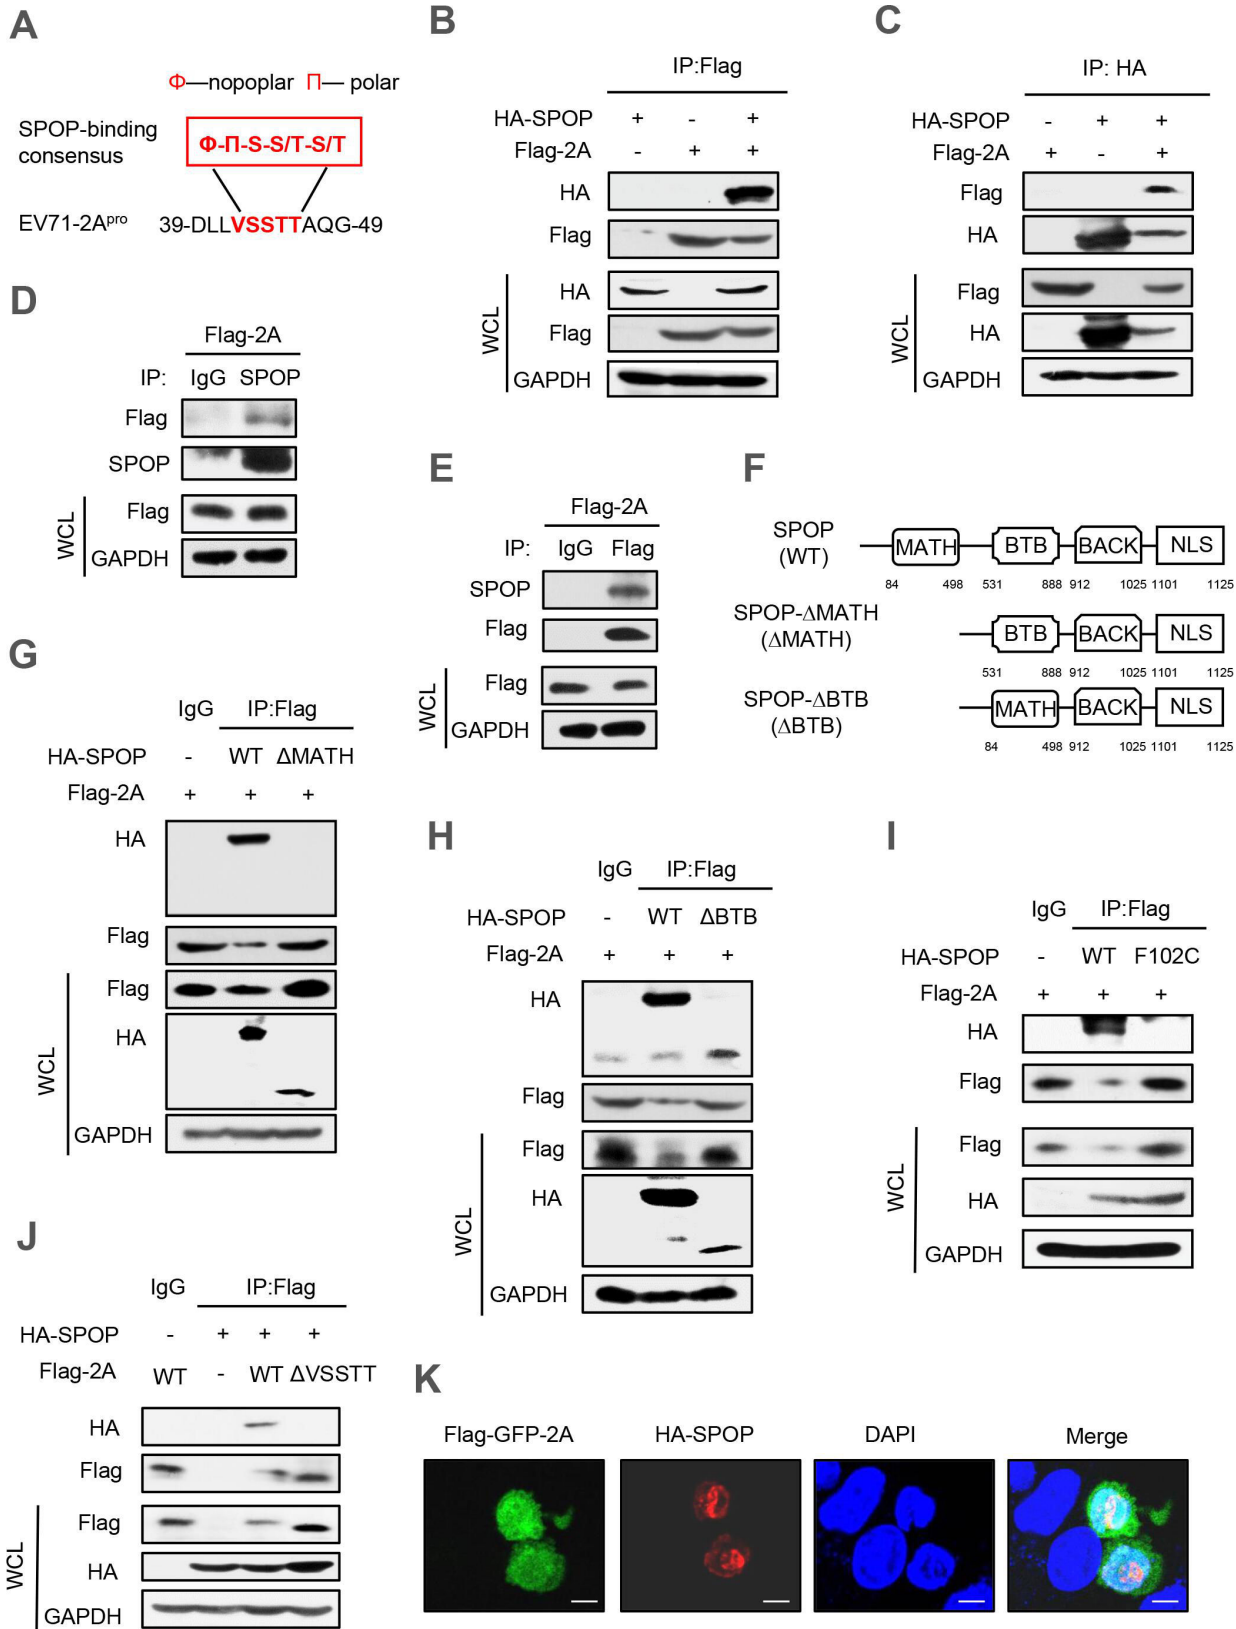 A
Φ—nopoplar Π— polar
SPOP-binding
consensus
Φ-Π-S-S/T-S/T
EV71-2Apro
39-DLLVSSTTAQG-49
B
IP:Flag
HA-SPOP + - +
Flag-2A - + +
HA
Flag
WCL
HA
Flag
GAPDH
C
IP: HA
HA-SPOP - + +
Flag-2A + - +
Flag
HA
WCL
Flag
HA
GAPDH
D
Flag-2A
IP: IgG SPOP
Flag
SPOP
WCL
Flag
GAPDH
E
Flag-2A
IP: IgG Flag
SPOP
Flag
WCL
Flag
GAPDH
F
SPOP
(WT)
MATH BTB BACK NLS
84 498 531 888 912 1025 1101 1125
SPOP-ΔMATH
(ΔMATH)
BTB BACK NLS
531 888 912 1025 1101 1125
SPOP-ΔBTB
(ΔBTB)
MATH BACK NLS
84 498 912 1025 1101 1125
G
IgG IP:Flag
HA-SPOP - WT ΔMATH
Flag-2A + + +
HA
Flag
WCL
Flag
HA
GAPDH
H
IgG IP:Flag
HA-SPOP - WT ΔBTB
Flag-2A + + +
HA
Flag
WCL
Flag
HA
GAPDH
I
IgG IP:Flag
HA-SPOP - WT F102C
Flag-2A + + +
HA
Flag
WCL
Flag
HA
GAPDH
J
IgG IP:Flag
HA-SPOP - + + +
Flag-2A WT - WT ΔVSSTT
HA
Flag
WCL
Flag
HA
GAPDH
K
Flag-GFP-2A HA-SPOP DAPI Merge